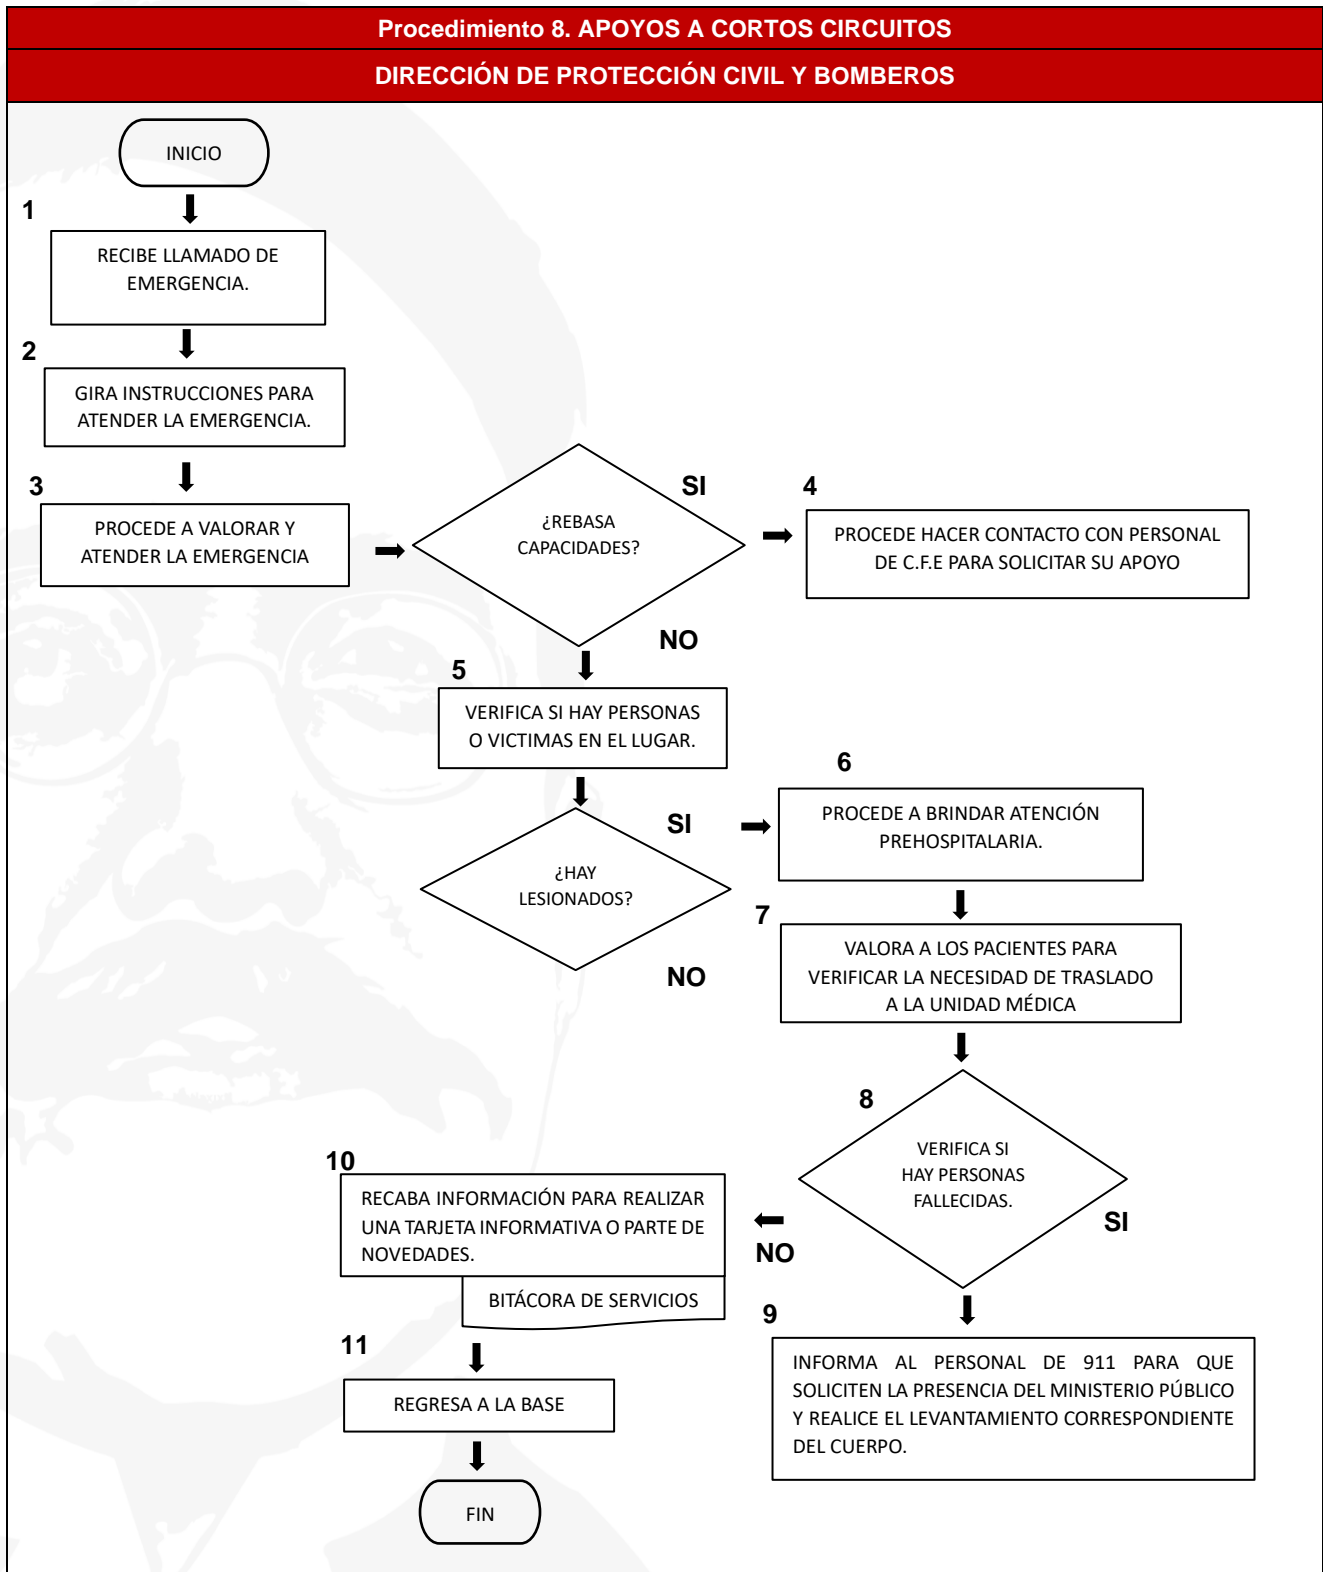 Procedimiento 8. APOYOS A CORTOS CIRCUITOS
DIRECCIÓN DE PROTECCIÓN CIVIL Y BOMBEROS
INICIO
1
RECIBE LLAMADO DE
EMERGENCIA.
2
GIRA INSTRUCCIONES PARA
ATENDER LA EMERGENCIA.
3
PROCEDE A VALORAR Y
ATENDER LA EMERGENCIA
¿REBASA
CAPACIDADES?
SI
4
PROCEDE HACER CONTACTO CON PERSONAL
DE C.F.E PARA SOLICITAR SU APOYO
NO
5
VERIFICA SI HAY PERSONAS
O VICTIMAS EN EL LUGAR.
¿HAY
LESIONADOS?
SI
6
PROCEDE A BRINDAR ATENCIÓN
PREHOSPITALARIA.
NO
7
VALORA A LOS PACIENTES PARA
VERIFICAR LA NECESIDAD DE TRASLADO
A LA UNIDAD MÉDICA
8
VERIFICA SI
HAY PERSONAS
FALLECIDAS.
SI
NO
9
INFORMA AL PERSONAL DE 911 PARA QUE
SOLICITEN LA PRESENCIA DEL MINISTERIO PÚBLICO
Y REALICE EL LEVANTAMIENTO CORRESPONDIENTE
DEL CUERPO.
10
RECABA INFORMACIÓN PARA REALIZAR
UNA TARJETA INFORMATIVA O PARTE DE
NOVEDADES.
BITÁCORA DE SERVICIOS
11
REGRESA A LA BASE
FIN